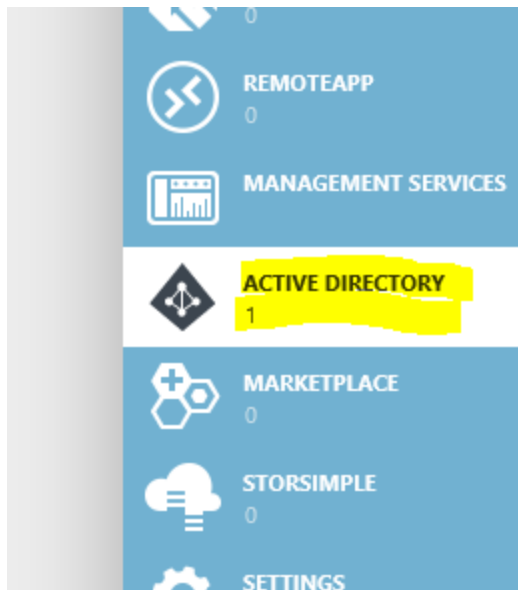 0
REMOTEAPP
0
MANAGEMENT SERVICES
ACTIVE DIRECTORY
1
MARKETPLACE
0
STORSIMPLE
0
SETTINGS